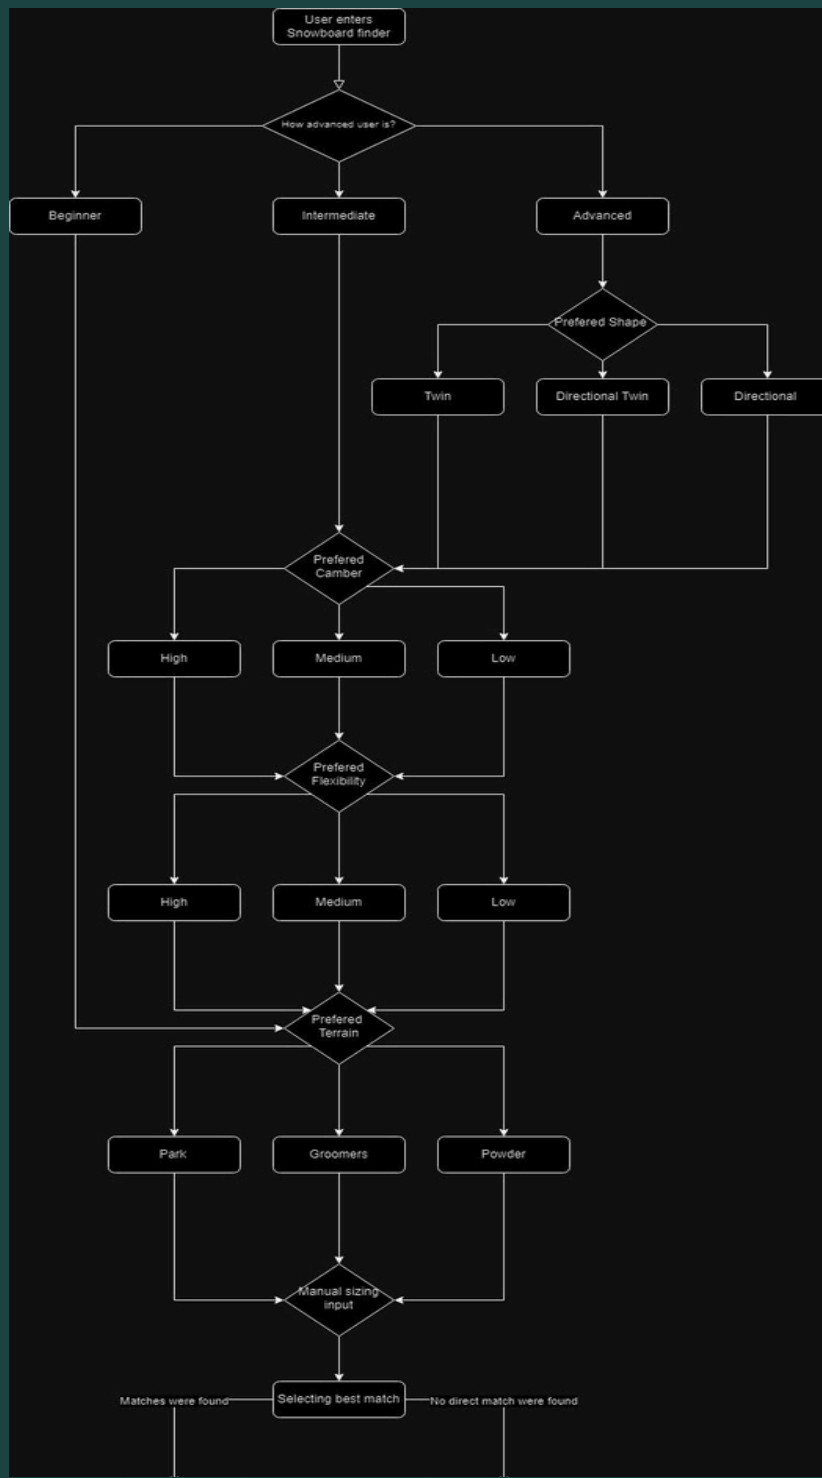 User enters
Snowboard finder
How advanced user is?
Beginner
Intermediate
Advanced
Prefered Shape
Twin
Directional Twin
Directional
Prefered
Camber
High
Medium
Low
Prefered
Flexibility
High
Medium
Low
Prefered
Terrain
Park
Groomers
Powder
Manual sizing
input
Selecting best match
Matches were found
No direct match were found